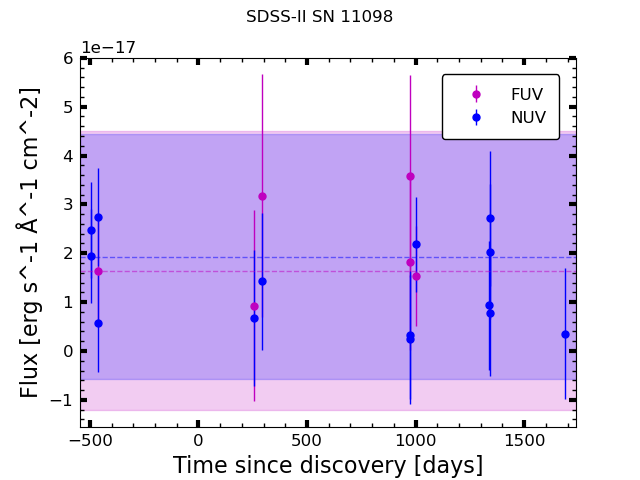 SDSS-II SN 11098
1e−17
6
5
4
3
2
1
0
−1
Flux [erg s^-1 Å^-1 cm^-2]
FUV
NUV
−500 0 500 1000 1500
Time since discovery [days]